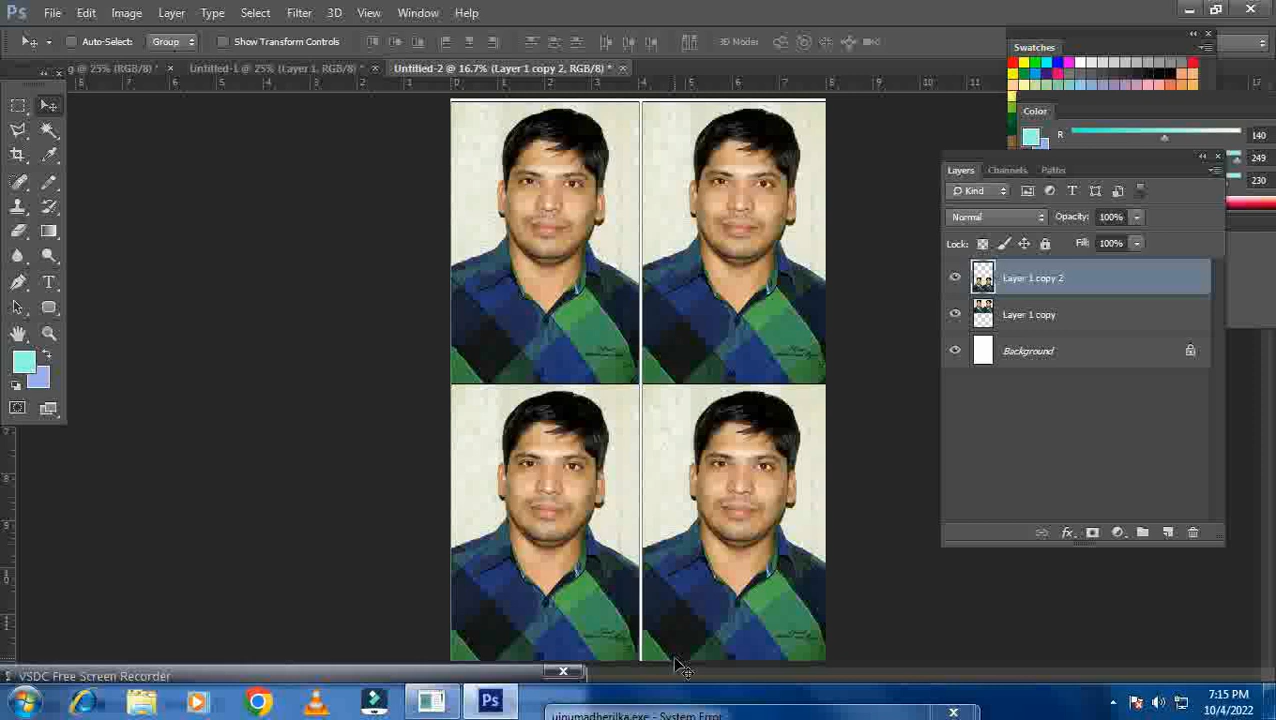 Ps File Edit Image Layer Type Select Filter 3D View Window Help
Auto-Select: Group Show Transform Controls 3D Mode:
g @ 25% (RGB/8) * × Untitled-1 @ 25% (Layer 1, RGB/8) Untitled-2 @ 16.7% (Layer 1 copy 2, RGB/8) * ×
Swatches
Color
R 140
249
230
Layers Channels Paths
Kind
Normal Opacity: 100%
Lock: Fill: 100%
Layer 1 copy 2
Layer 1 copy
Background
VSDC Free Screen Recorder
Ps
7:15 PM
10/4/2022
ujnumadherilka.exe - System Error